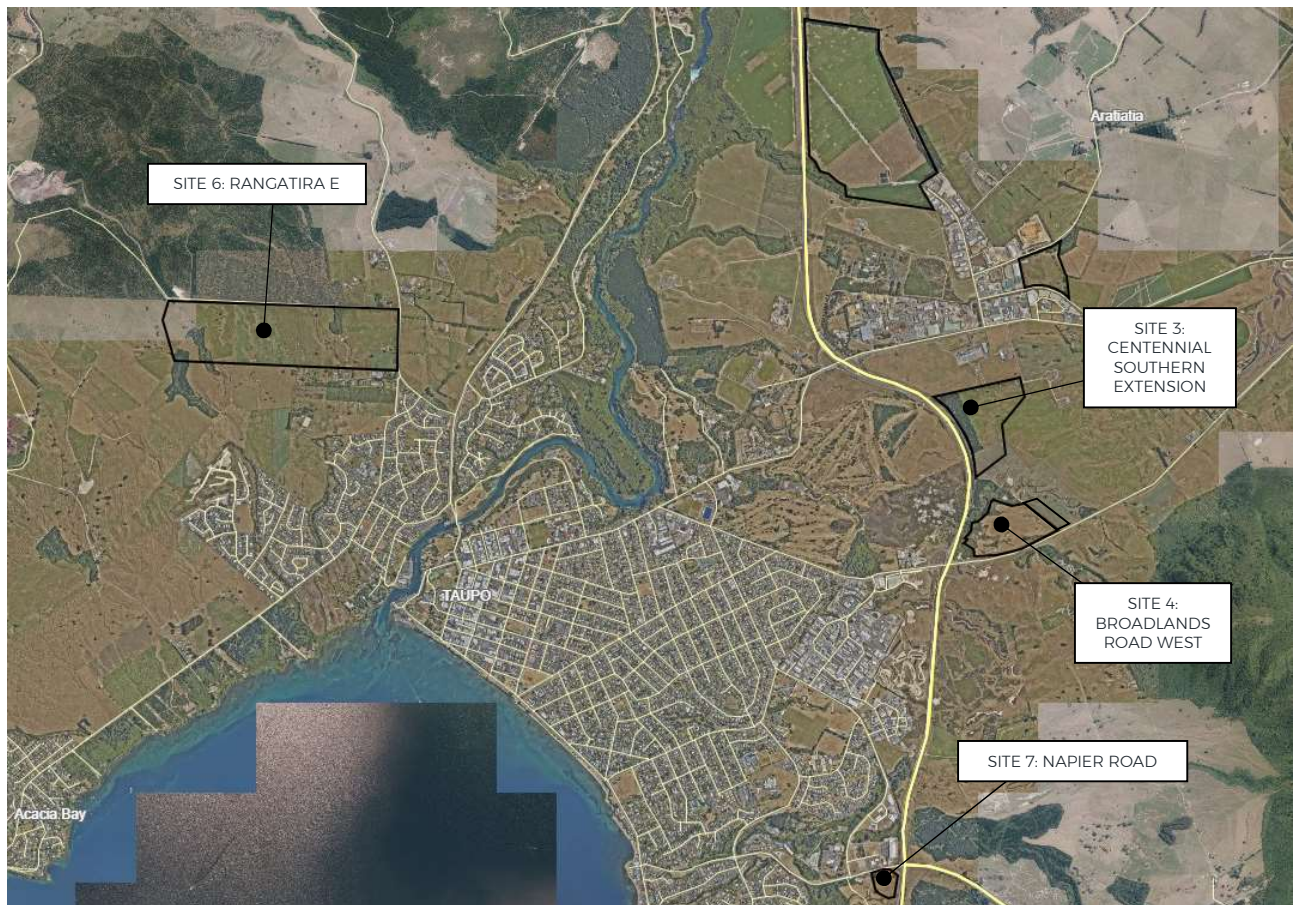 Aratiatia
SITE 6: RANGATIRA E
SITE 3:
CENTENNIAL
SOUTHERN
EXTENSION
TAUPO
SITE 4:
BROADLANDS
ROAD WEST
SITE 7: NAPIER ROAD
Acacia Bay